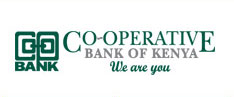 CO-OPERATIVE
BANK OF KENYA
BANK
We are you